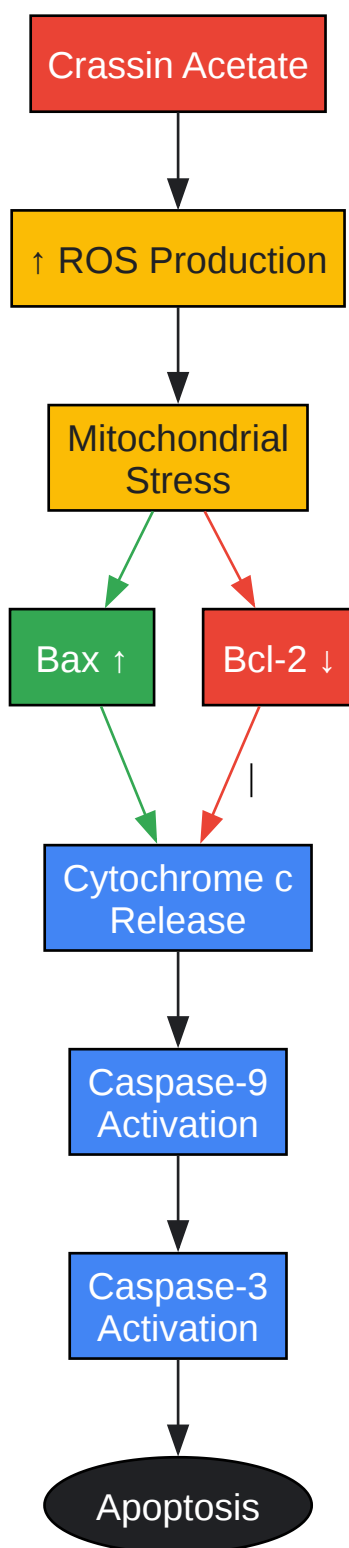 Crassin Acetate
↑ ROS Production
Mitochondrial
Stress
Bax ↑
Bcl-2 ↓
|
Cytochrome c
Release
Caspase-9
Activation
Caspase-3
Activation
Apoptosis